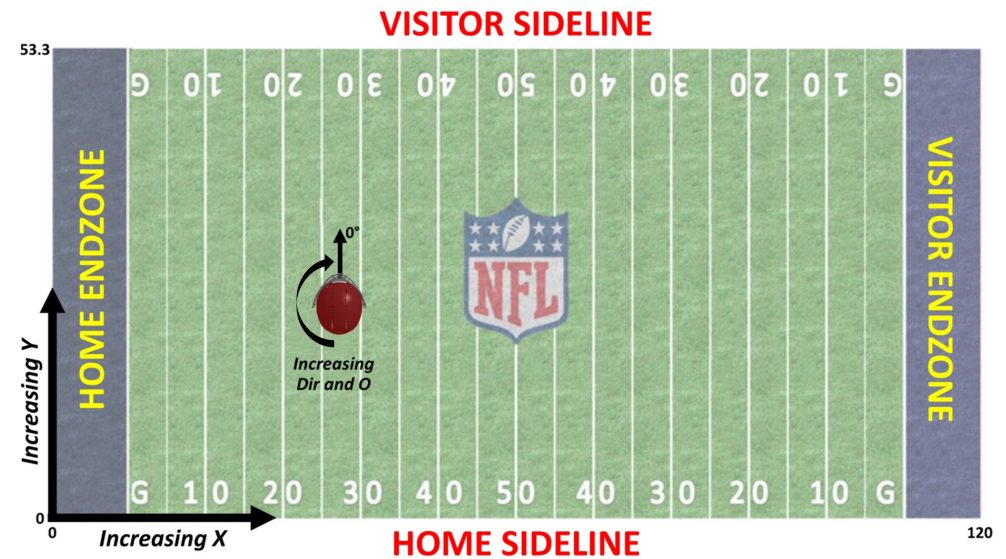 VISITOR SIDELINE
53.3
G 10 20 30 40 50 40 30 20 10 G
HOME ENDZONE
VISITOR ENDZONE
0°
NFL
Increasing
Dir and O
Increasing Y
G 10 20 30 40 50 40 30 20 10 G
0
0
Increasing X
HOME SIDELINE
120